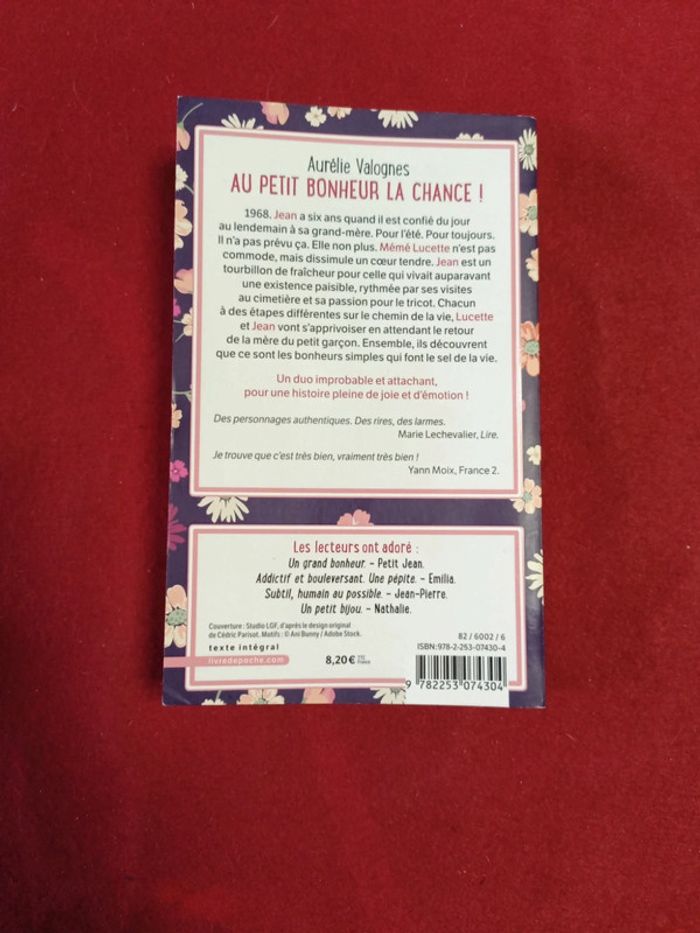 Aurélie Valognes
AU PETIT BONHEUR LA CHANCE !
1968. Jean a six ans quand il est confié du jour
au lendemain à sa grand-mère. Pour l'été. Pour toujours.
Il n'a pas prévu ça. Elle non plus. Mémé Lucette n'est pas
commode, mais dissimule un cœur tendre. Jean est un
tourbillon de fraîcheur pour celle qui vivait auparavant
une existence paisible, rythmée par ses visites
au cimetière et sa passion pour le tricot. Chacun
à des étapes différentes sur le chemin de la vie, Lucette
et Jean vont s'apprivoiser en attendant le retour
de la mère du petit garçon. Ensemble, ils découvrent
que ce sont les bonheurs simples qui font le sel de la vie.
Un duo improbable et attachant,
pour une histoire pleine de joie et d'émotion !
Des personnages authentiques. Des rires, des larmes.
Marie Lechevalier, Lire.
Je trouve que c'est très bien, vraiment très bien !
Yann Moix, France 2.
Les lecteurs ont adoré :
Un grand bonheur. – Petit Jean.
Addictif et bouleversant. Une pépite. – Emilia.
Subtil, humain au possible. – Jean-Pierre.
Un petit bijou. – Nathalie.
Couverture : Studio LGF, d'après le design original
de Cédric Parisot. Motifs : © Ani Bunny / Adobe Stock.
texte intégral
livredepoche.com
8,20 € TTC
France
82 / 6002 / 6
ISBN : 978-2-253-07430-4
9 782253 074304